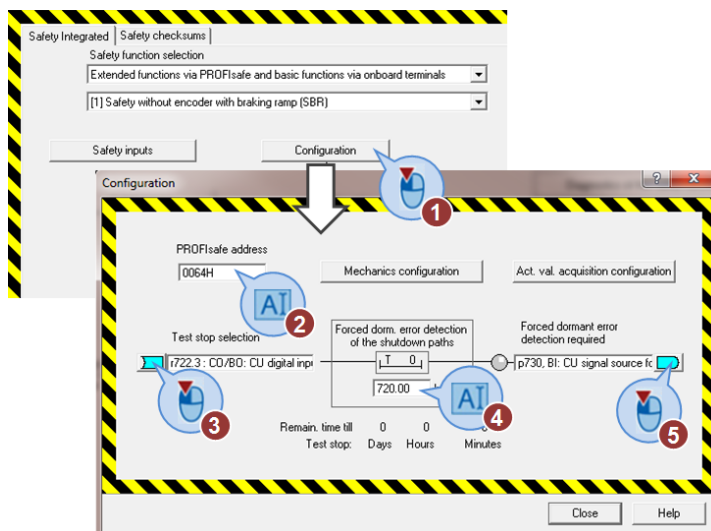 Safety Integrated Safety checksums
Safety function selection
Extended functions via PROFIsafe and basic functions via onboard terminals
[1] Safety without encoder with braking ramp (SBR)
Safety inputs Configuration
1
Configuration
?
PROFIsafe address
0064H
Mechanics configuration
Act. val. acquisition configuration
AI
2
Test stop selection
Forced dorm. error detection
of the shutdown paths
Forced dormant error
detection required
r722.3 : CO/BO: CU digital inpu
T 0
p730, BI: CU signal source fo
720.00
AI
3
4
5
Remain. time till 0 0
Test stop: Days Hours Minutes
Close Help